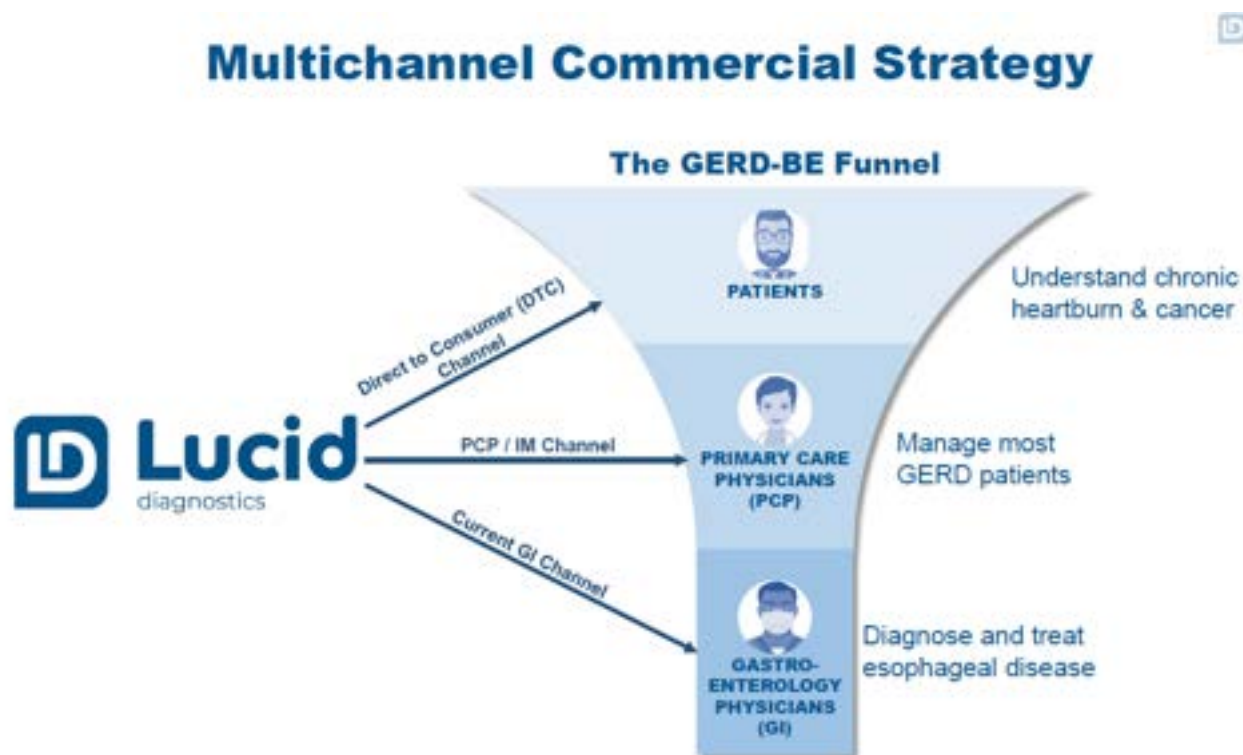 Multichannel Commercial Strategy
The GERD-BE Funnel
PATIENTS
Understand chronic
heartburn & cancer
Direct to Consumer (DTC)
Channel
Lucid
diagnostics
PCP / IM Channel
PRIMARY CARE
PHYSICIANS
(PCP)
Manage most
GERD patients
Current GI Channel
GASTRO-
ENTEROLOGY
PHYSICIANS
(GI)
Diagnose and treat
esophageal disease